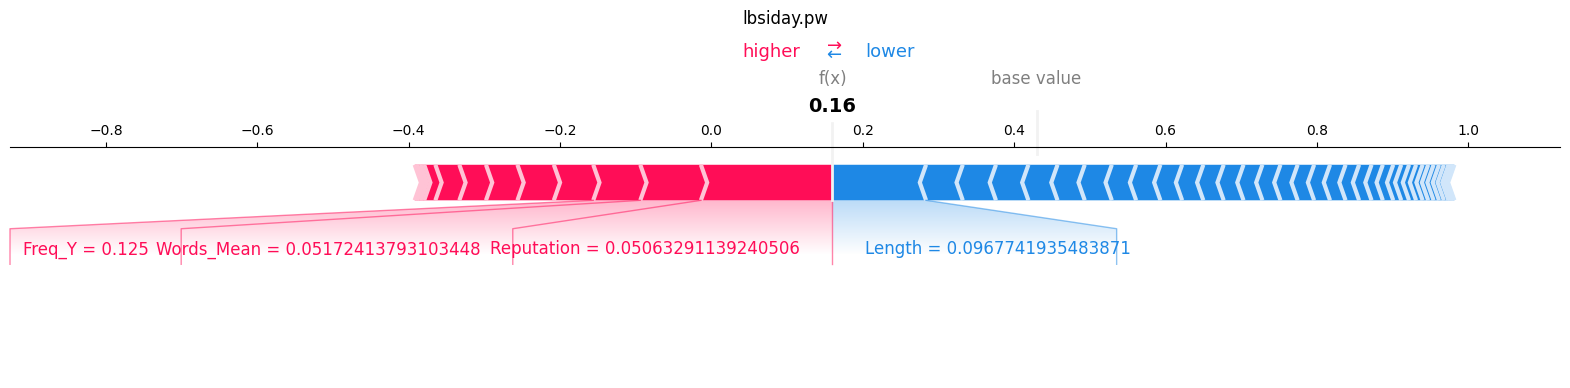 lbsiday.pw
higher ⇄ lower
f(x) base value
0.16
−0.8 −0.6 −0.4 −0.2 0.0 0.2 0.4 0.6 0.8 1.0
Freq_Y = 0.125 Words_Mean = 0.05172413793103448 Reputation = 0.05063291139240506 Length = 0.0967741935483871